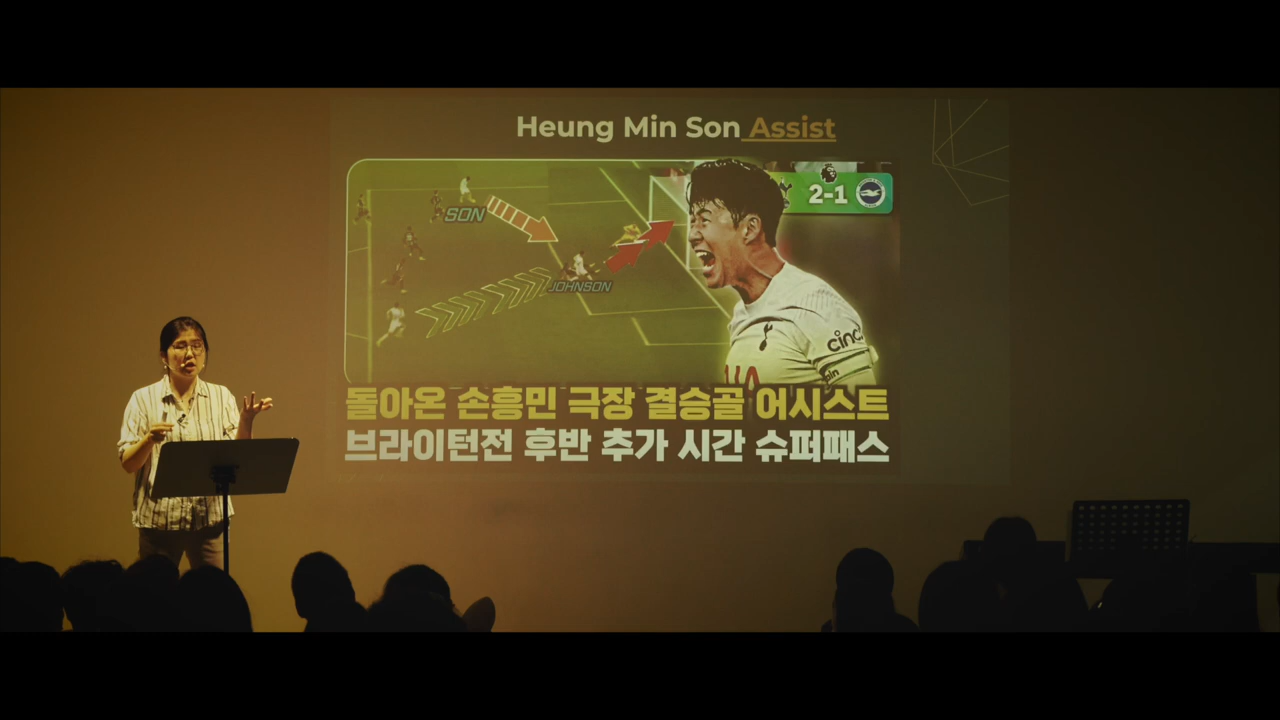 Heung Min Son Assist
2-1
SON
JOHNSON
cinch
돌아온 손흥민 극장 결승골 어시스트
브라이턴전 후반 추가 시간 슈퍼패스